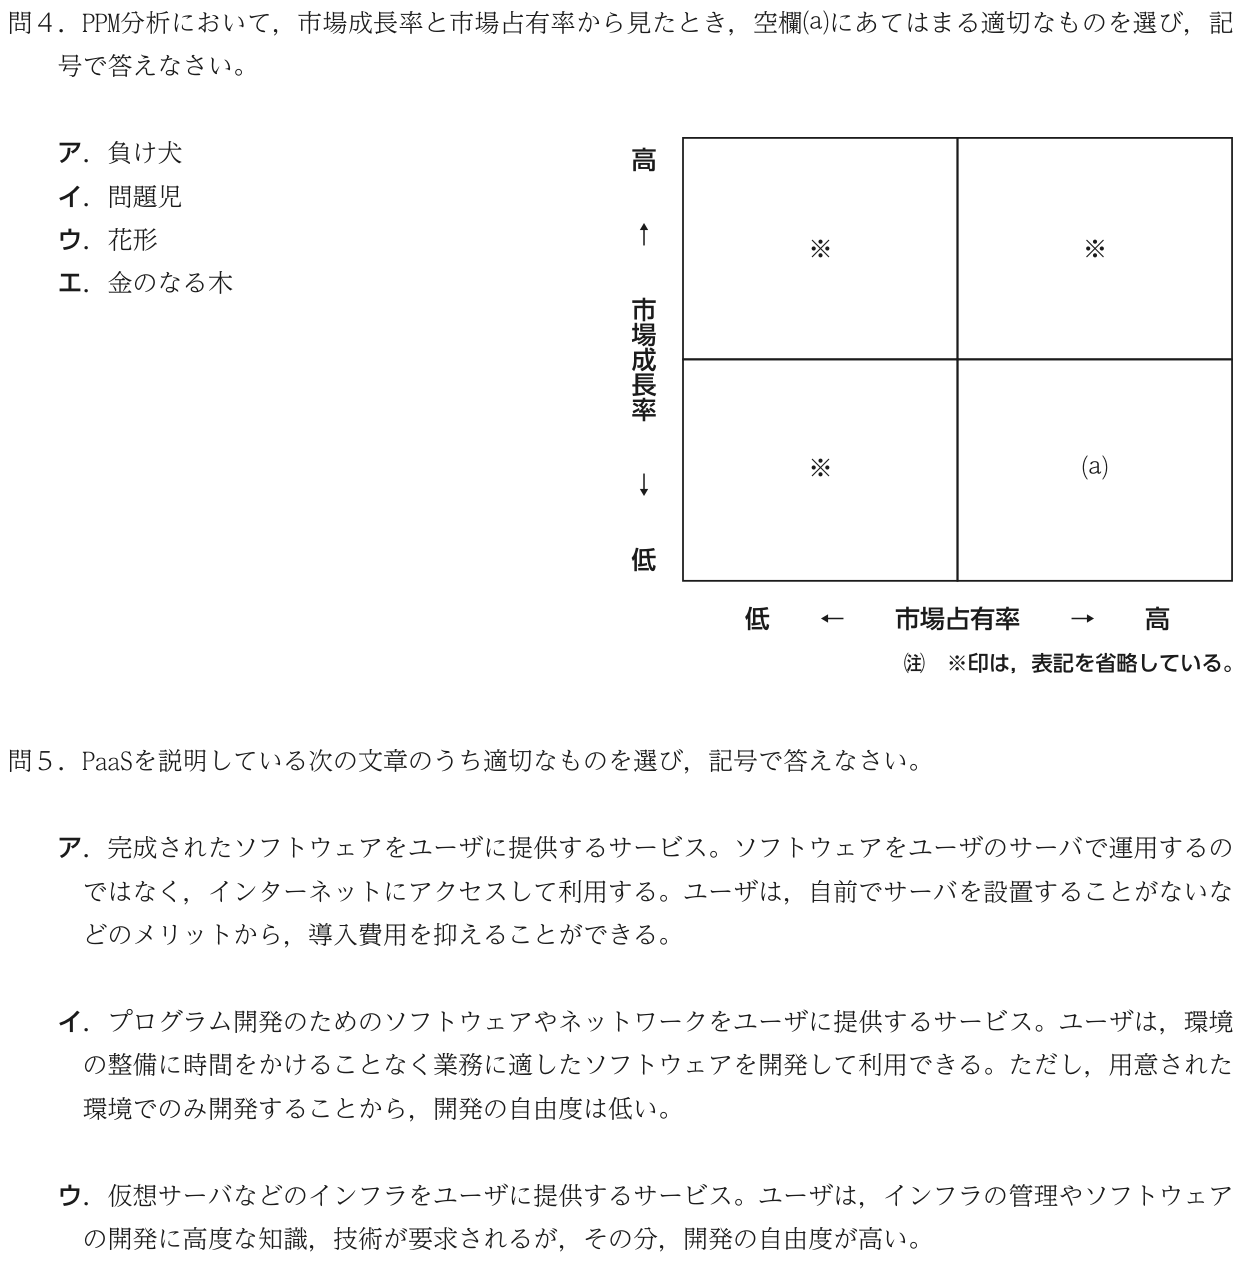 問４．PPM分析において，市場成長率と市場占有率から見たとき，空欄(a)にあてはまる適切なものを選び，記
号で答えなさい。
ア．負け犬
イ．問題児
ウ．花形
エ．金のなる木
高
↑
市場成長率
↓
低
※
※
※
(a)
低 ← 市場占有率 → 高
㊟ ※印は，表記を省略している。
問５．PaaSを説明している次の文章のうち適切なものを選び，記号で答えなさい。
ア．完成されたソフトウェアをユーザに提供するサービス。ソフトウェアをユーザのサーバで運用するの
ではなく，インターネットにアクセスして利用する。ユーザは，自前でサーバを設置することがないな
どのメリットから，導入費用を抑えることができる。
イ．プログラム開発のためのソフトウェアやネットワークをユーザに提供するサービス。ユーザは，環境
の整備に時間をかけることなく業務に適したソフトウェアを開発して利用できる。ただし，用意された
環境でのみ開発することから，開発の自由度は低い。
ウ．仮想サーバなどのインフラをユーザに提供するサービス。ユーザは，インフラの管理やソフトウェア
の開発に高度な知識，技術が要求されるが，その分，開発の自由度が高い。